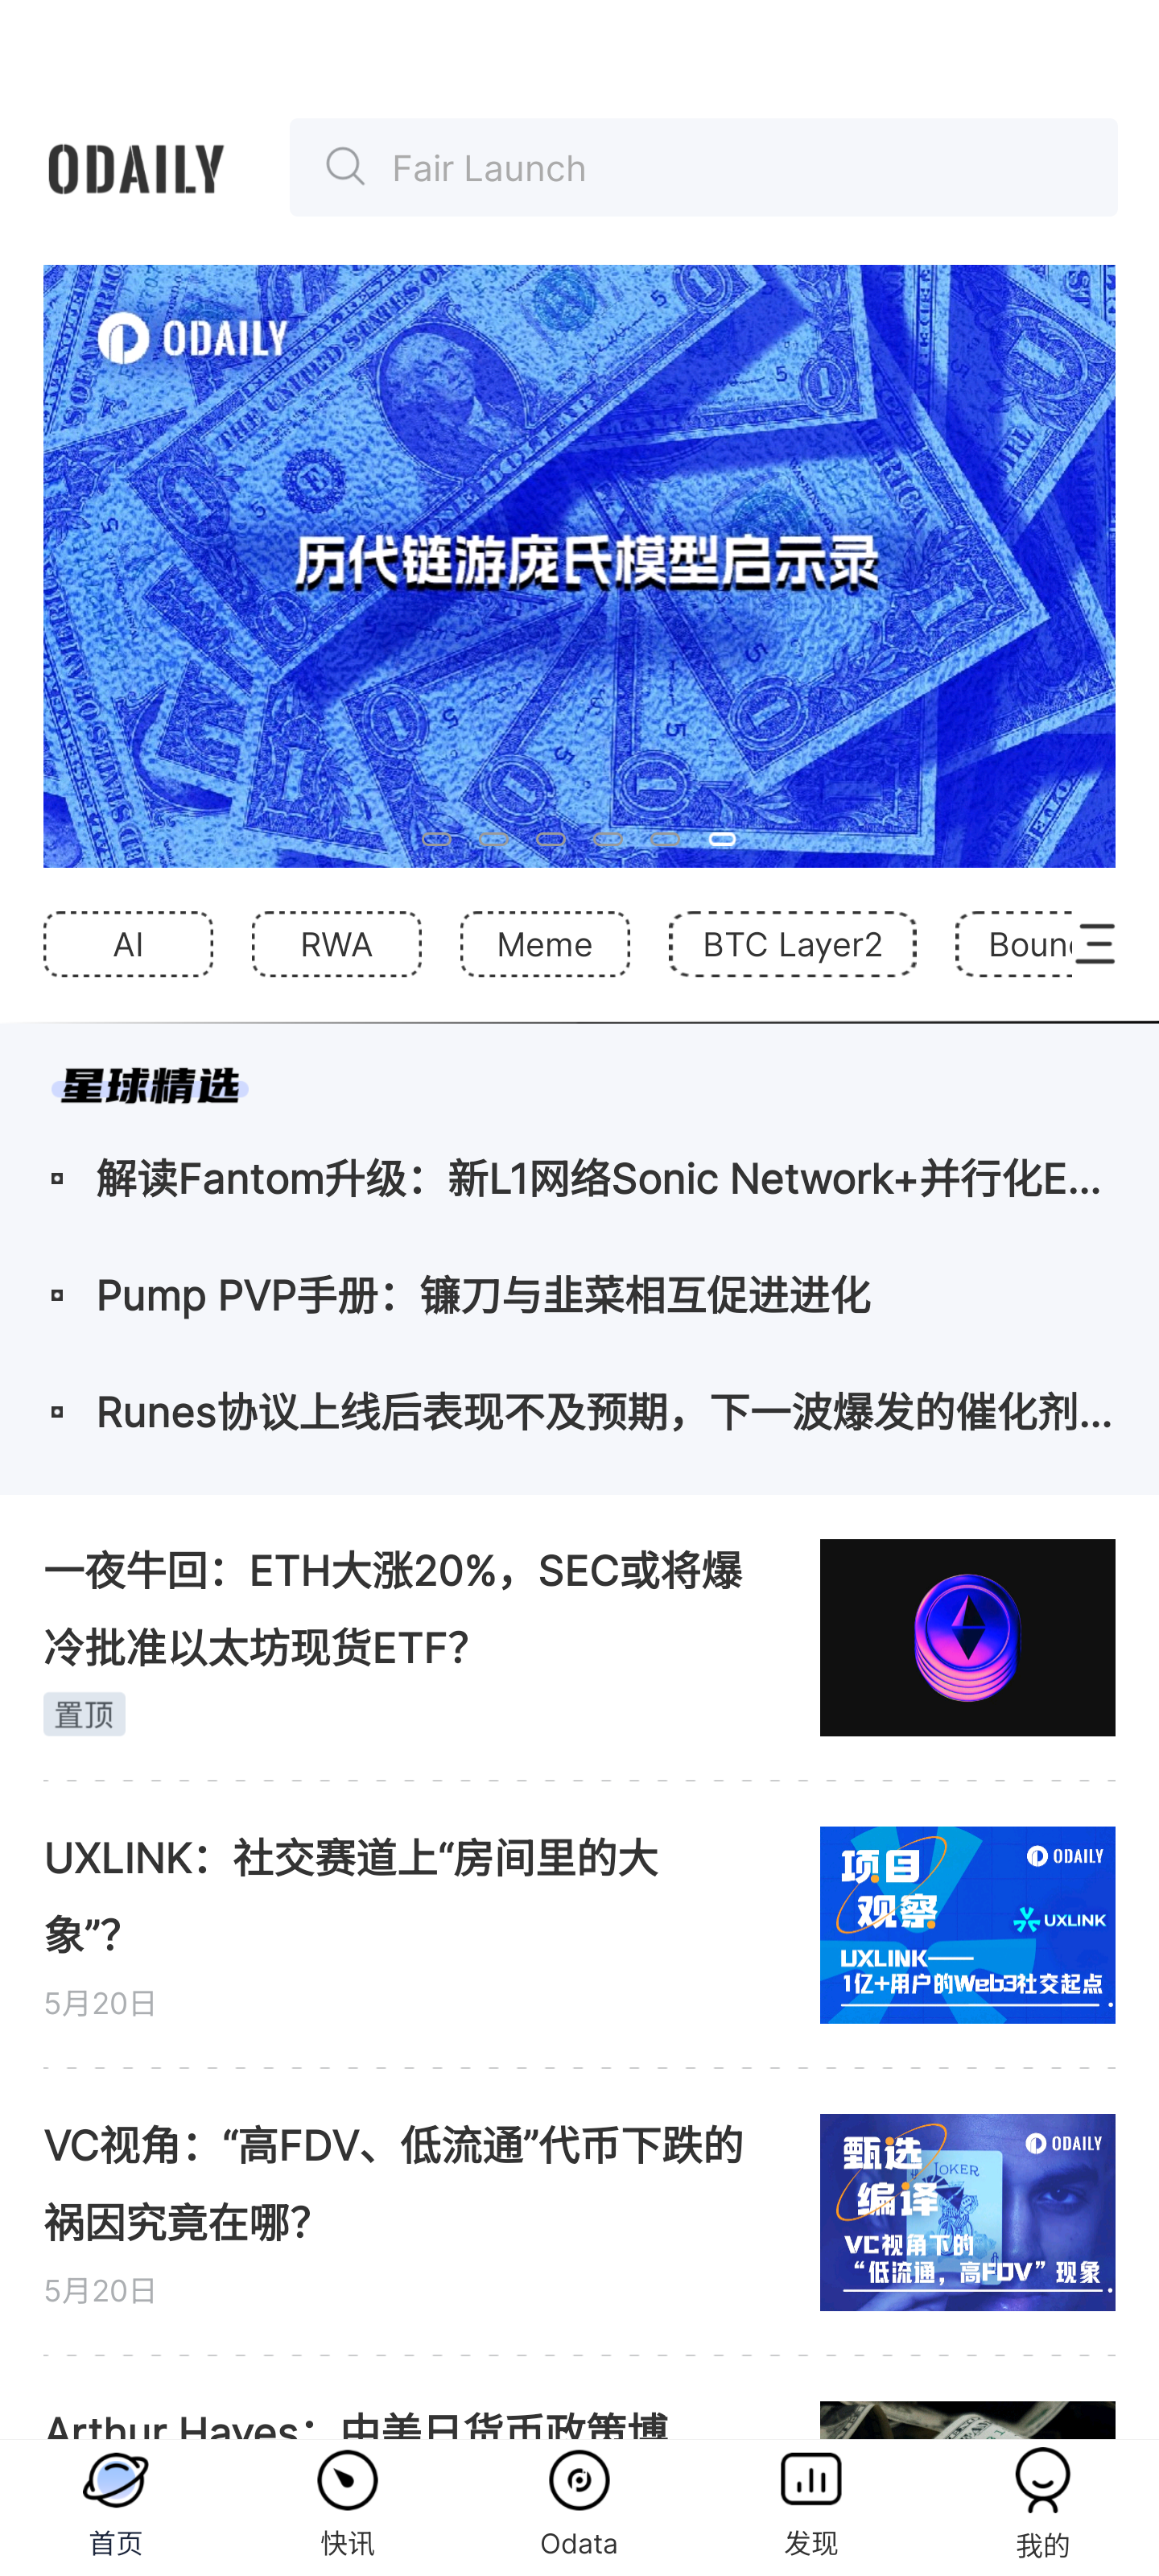 ODAILY
Fair Launch
ODAILY
历代链游庞氏模型启示录
AI
RWA
Meme
BTC Layer2
星球精选
解读Fantom升级：新L1网络Sonic Network+并行化E...
Pump PVP手册：镰刀与韭菜相互促进进化
Runes协议上线后表现不及预期，下一波爆发的催化剂...
一夜牛回：ETH大涨20%，SEC或将爆
冷批准以太坊现货ETF？
置顶
UXLINK：社交赛道上“房间里的大
象”？
5月20日
项目
观察
ODAILY
UXLINK
UXLINK——
1亿+用户的Web3社交起点
VC视角：“高FDV、低流通”代币下跌的
祸因究竟在哪？
5月20日
甄选
编译
ODAILY
JOKER
VC视角下的
“低流通，高FDV”现象
Arthur Hayes：中美日货币政策博
首页
快讯
Odata
发现
我的